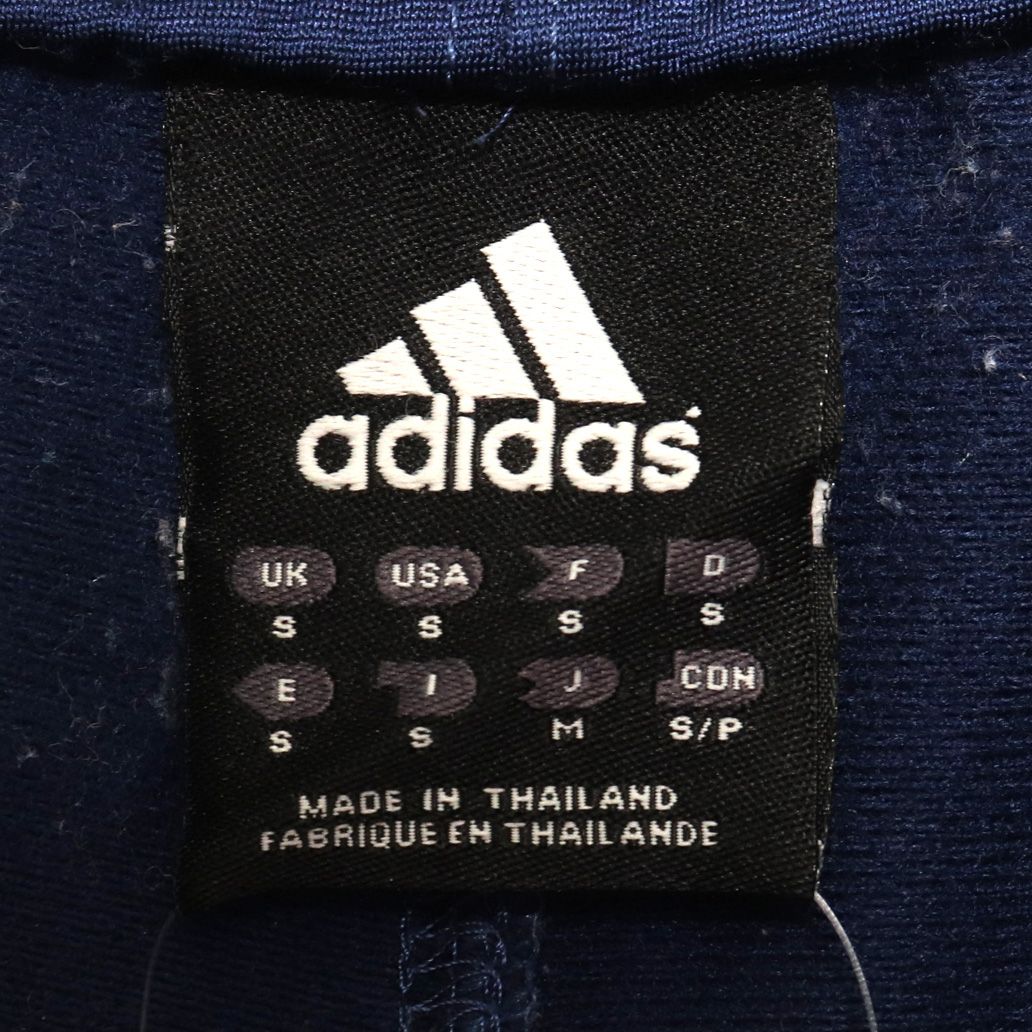 adidas
UK USA F D
S S S S
E I J CDN
S S M S/P
MADE IN THAILAND
FABRIQUE EN THAILANDE